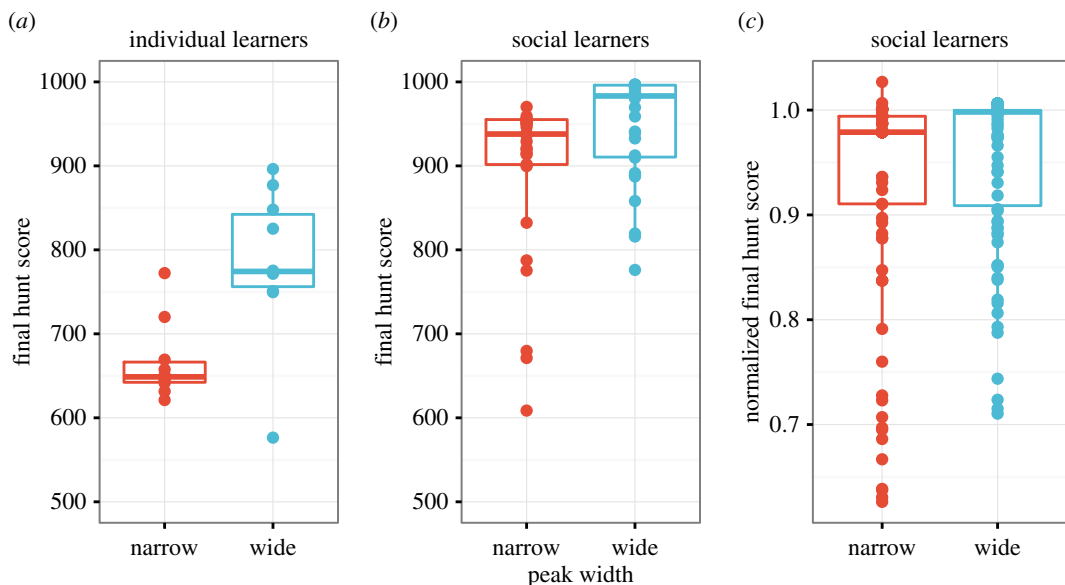 (a)
individual learners
final hunt score
1000
900
800
700
600
500
narrow
wide
(b)
social learners
final hunt score
1000
900
800
700
600
500
narrow
wide
peak width
(c)
social learners
normalized final hunt score
1.0
0.9
0.8
0.7
narrow
wide